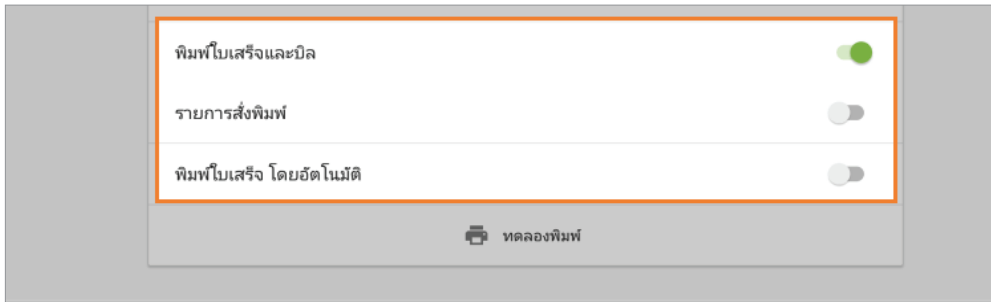 พิมพ์ใบเสร็จและบิล
รายการสั่งพิมพ์
พิมพ์ใบเสร็จ โดยอัตโนมัติ
ทดลองพิมพ์